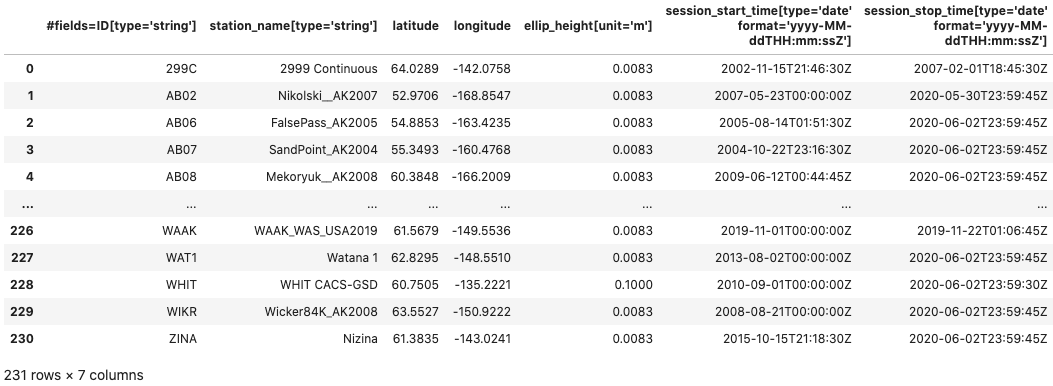 #fields=ID[type='string'] station_name[type='string'] latitude longitude ellip_height[unit='m'] session_start_time[type='date' format='yyyy-MM-ddTHH:mm:ssZ'] session_stop_time[type='date' format='yyyy-MM-ddTHH:mm:ssZ']
0 299C 2999 Continuous 64.0289 -142.0758 0.0083 2002-11-15T21:46:30Z 2007-02-01T18:45:30Z
1 AB02 Nikolski__AK2007 52.9706 -168.8547 0.0083 2007-05-23T00:00:00Z 2020-05-30T23:59:45Z
2 AB06 FalsePass_AK2005 54.8853 -163.4235 0.0083 2005-08-14T01:51:30Z 2020-06-02T23:59:45Z
3 AB07 SandPoint_AK2004 55.3493 -160.4768 0.0083 2004-10-22T23:16:30Z 2020-06-02T23:59:45Z
4 AB08 Mekoryuk__AK2008 60.3848 -166.2009 0.0083 2009-06-12T00:44:45Z 2020-06-02T23:59:45Z
... ... ... ... ... ... ... ...
226 WAAK WAAK_WAS_USA2019 61.5679 -149.5536 0.0083 2019-11-01T00:00:00Z 2019-11-22T01:06:45Z
227 WAT1 Watana 1 62.8295 -148.5510 0.0083 2013-08-02T00:00:00Z 2020-06-02T23:59:45Z
228 WHIT WHIT CACS-GSD 60.7505 -135.2221 0.1000 2010-09-01T00:00:00Z 2020-06-02T23:59:30Z
229 WIKR Wicker84K_AK2008 63.5527 -150.9222 0.0083 2008-08-21T00:00:00Z 2020-06-02T23:59:45Z
230 ZINA Nizina 61.3835 -143.0241 0.0083 2015-10-15T21:18:30Z 2020-06-02T23:59:45Z
231 rows × 7 columns